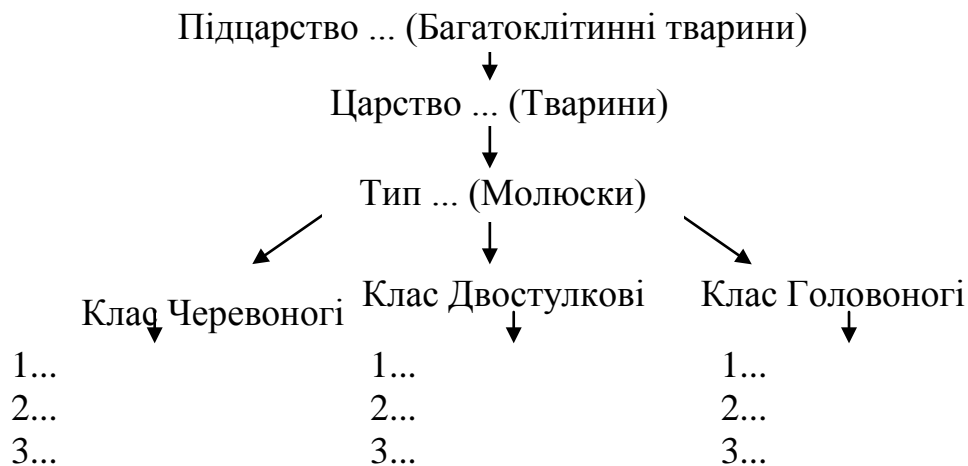 Підцарство ... (Багатоклітинні тварини)
Царство ... (Тварини)
Тип ... (Молюски)
Клас Черевоногі
Клас Двостулкові
Клас Головоногі
1... 1... 1...
2... 2... 2...
3... 3... 3...